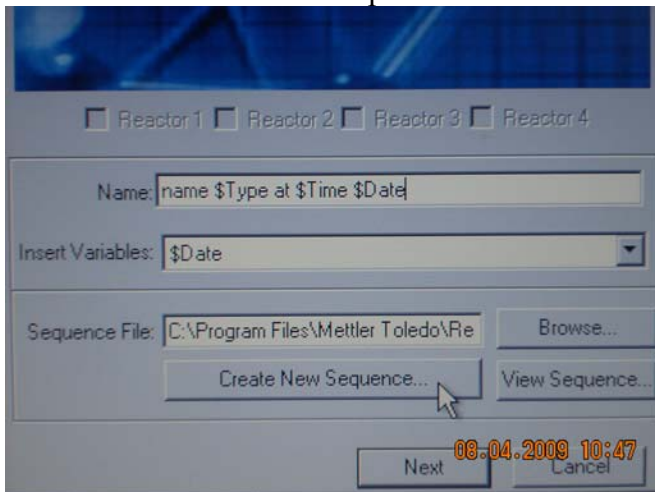 Reactor 1 Reactor 2 Reactor 3 Reactor 4
Name: name $Type at $Time $Date
Insert Variables: $Date
Sequence File: C:\Program Files\Mettler Toledo\Re Browse...
Create New Sequence... View Sequence...
Next Cancel
08.04.2009 10:47